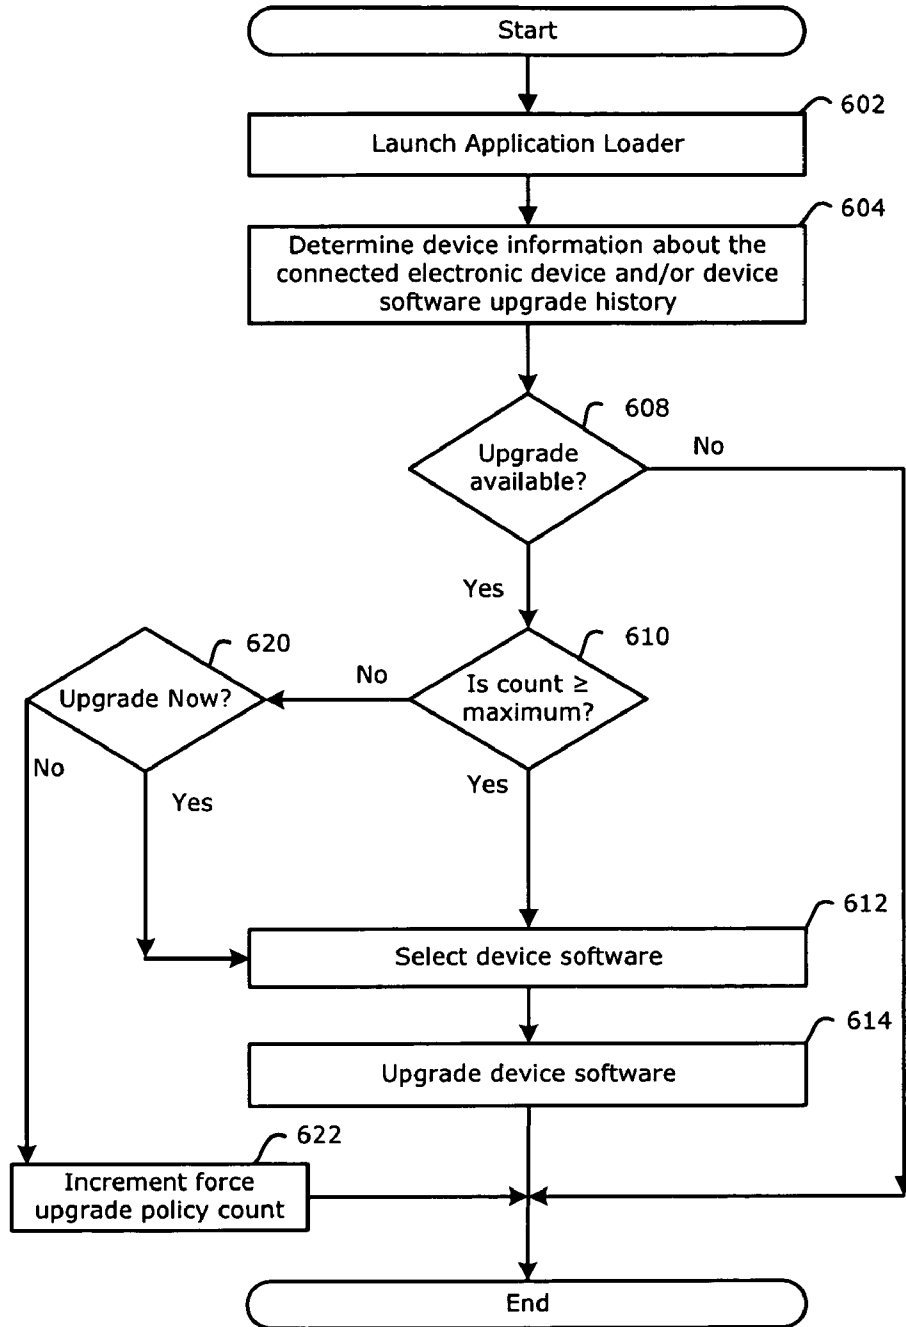 Start
602
Launch Application Loader
604
Determine device information about the
connected electronic device and/or device
software upgrade history
608
Upgrade
available?
No
Yes
610
Is count ≥
maximum?
No
620
Upgrade Now?
No
Yes
Yes
612
Select device software
614
Upgrade device software
622
Increment force
upgrade policy count
End